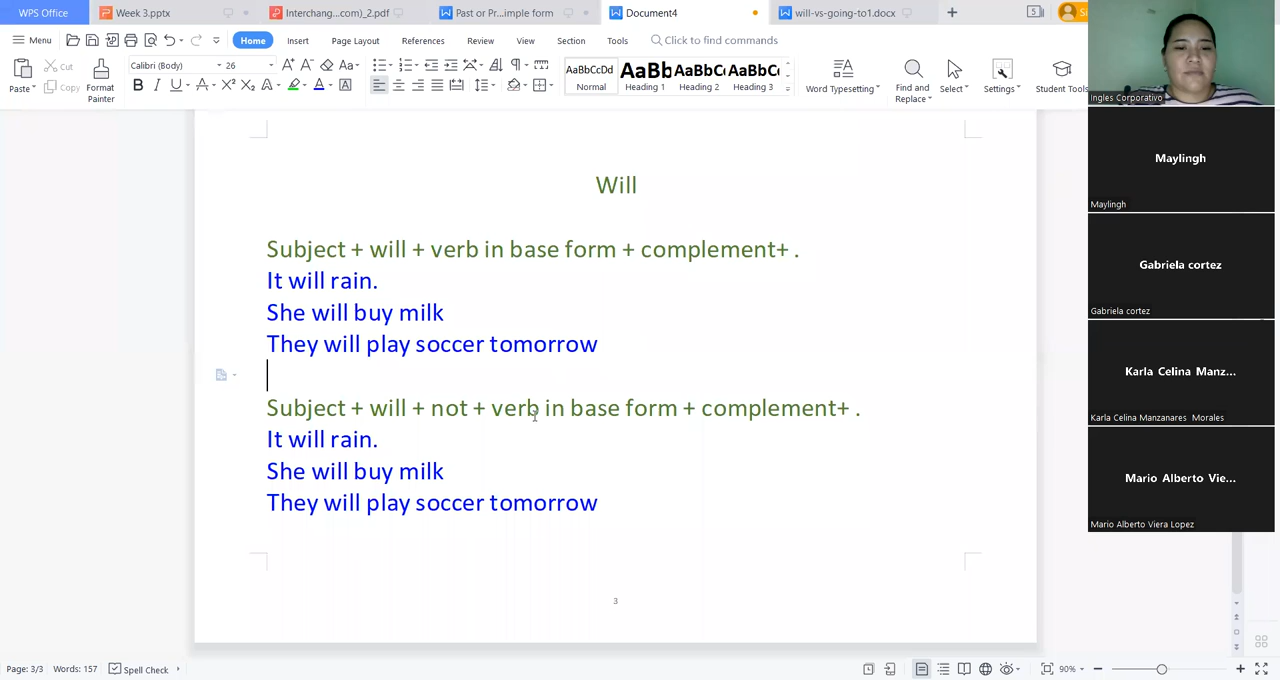 WPS Office
Week 3.pptx
Interchang...com)_2.pdf
Past or Pr...imple form
Document4
will-vs-going-to1.docx
+
5
Menu
Home
Insert
Page Layout
References
Review
View
Section
Tools
Click to find commands
Paste
Cut
Copy
Format Painter
Calibri (Body)
26
AaBbCcDd
Normal
AaBb
Heading 1
AaBbC
Heading 2
AaBbC
Heading 3
Word Typesetting
Find and Replace
Select
Settings
Student Tools
Will
Subject + will + verb in base form + complement+ .
It will rain.
She will buy milk
They will play soccer tomorrow
Subject + will + not + verb in base form + complement+ .
It will rain.
She will buy milk
They will play soccer tomorrow
3
Ingles Corporativo
Maylingh
Maylingh
Gabriela cortez
Gabriela cortez
Karla Celina Manz...
Karla Celina Manzanares Morales
Mario Alberto Vie...
Mario Alberto Viera Lopez
Page: 3/3
Words: 157
Spell Check
90%